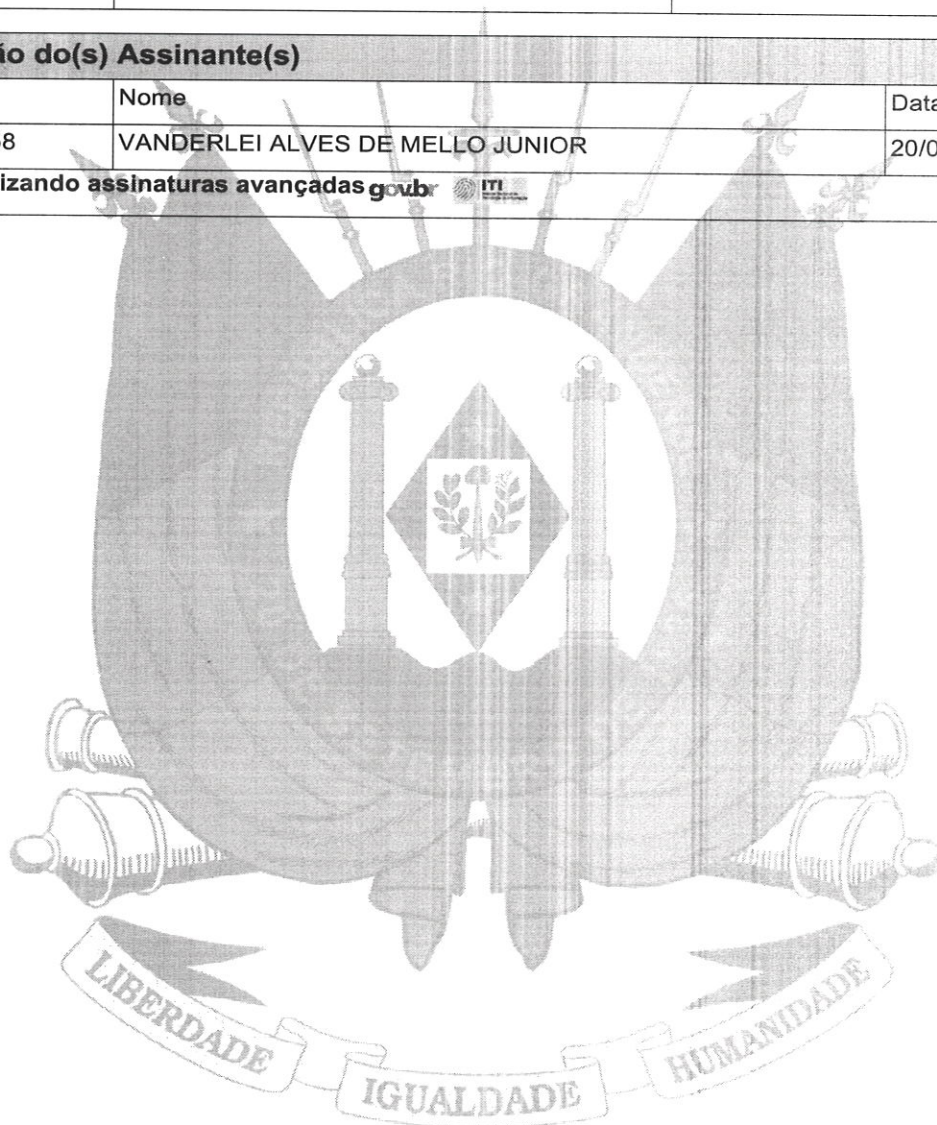 ão do(s) Assinante(s)
Nome Data
8 VANDERLEI ALVES DE MELLO JUNIOR 20/0
izando assinaturas avançadas gov.br ITI
LIBERDADE IGUALDADE HUMANIDADE